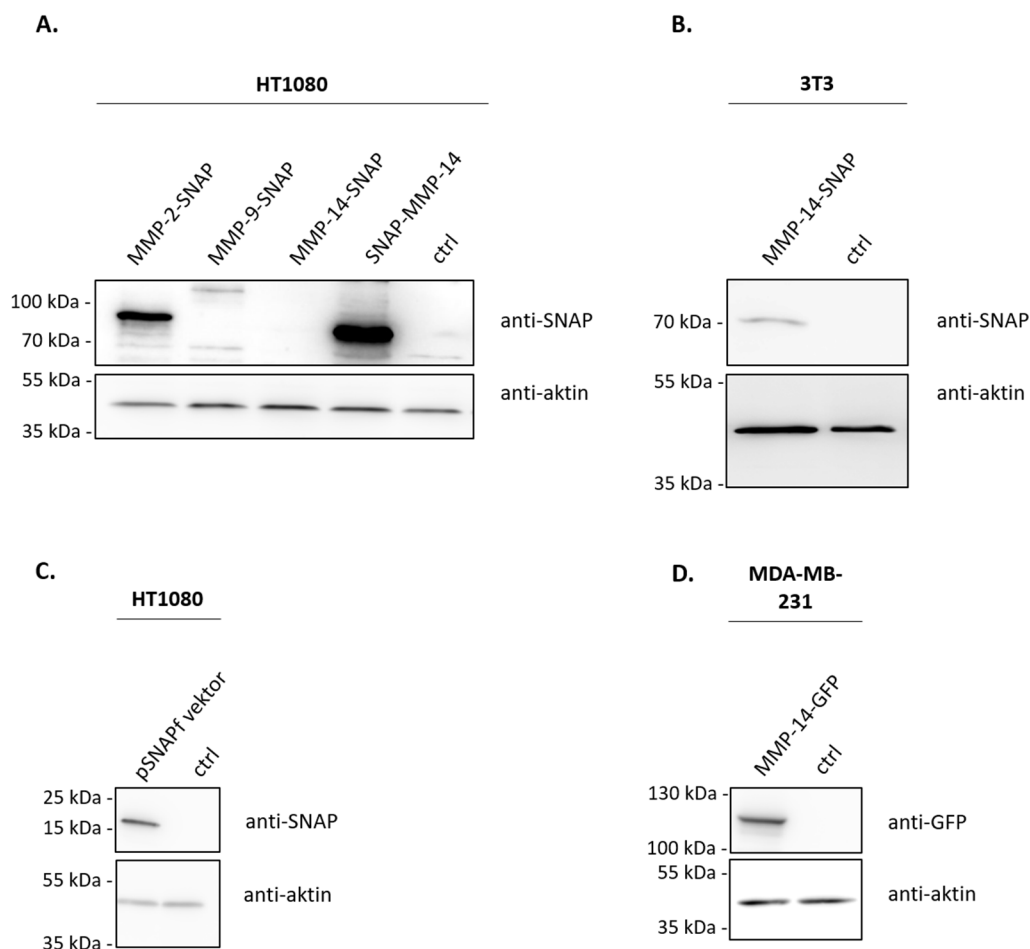 A.
HT1080
MMP-2-SNAP
MMP-9-SNAP
MMP-14-SNAP
SNAP-MMP-14
ctrl
100 kDa -
70 kDa -
anti-SNAP
55 kDa -
35 kDa -
anti-aktin
B.
3T3
MMP-14-SNAP
ctrl
70 kDa -
anti-SNAP
55 kDa -
35 kDa -
anti-aktin
C.
HT1080
pSNAPf vektor
ctrl
25 kDa -
15 kDa -
anti-SNAP
55 kDa -
35 kDa -
anti-aktin
D.
MDA-MB-
231
MMP-14-GFP
ctrl
130 kDa -
100 kDa -
anti-GFP
55 kDa -
35 kDa -
anti-aktin